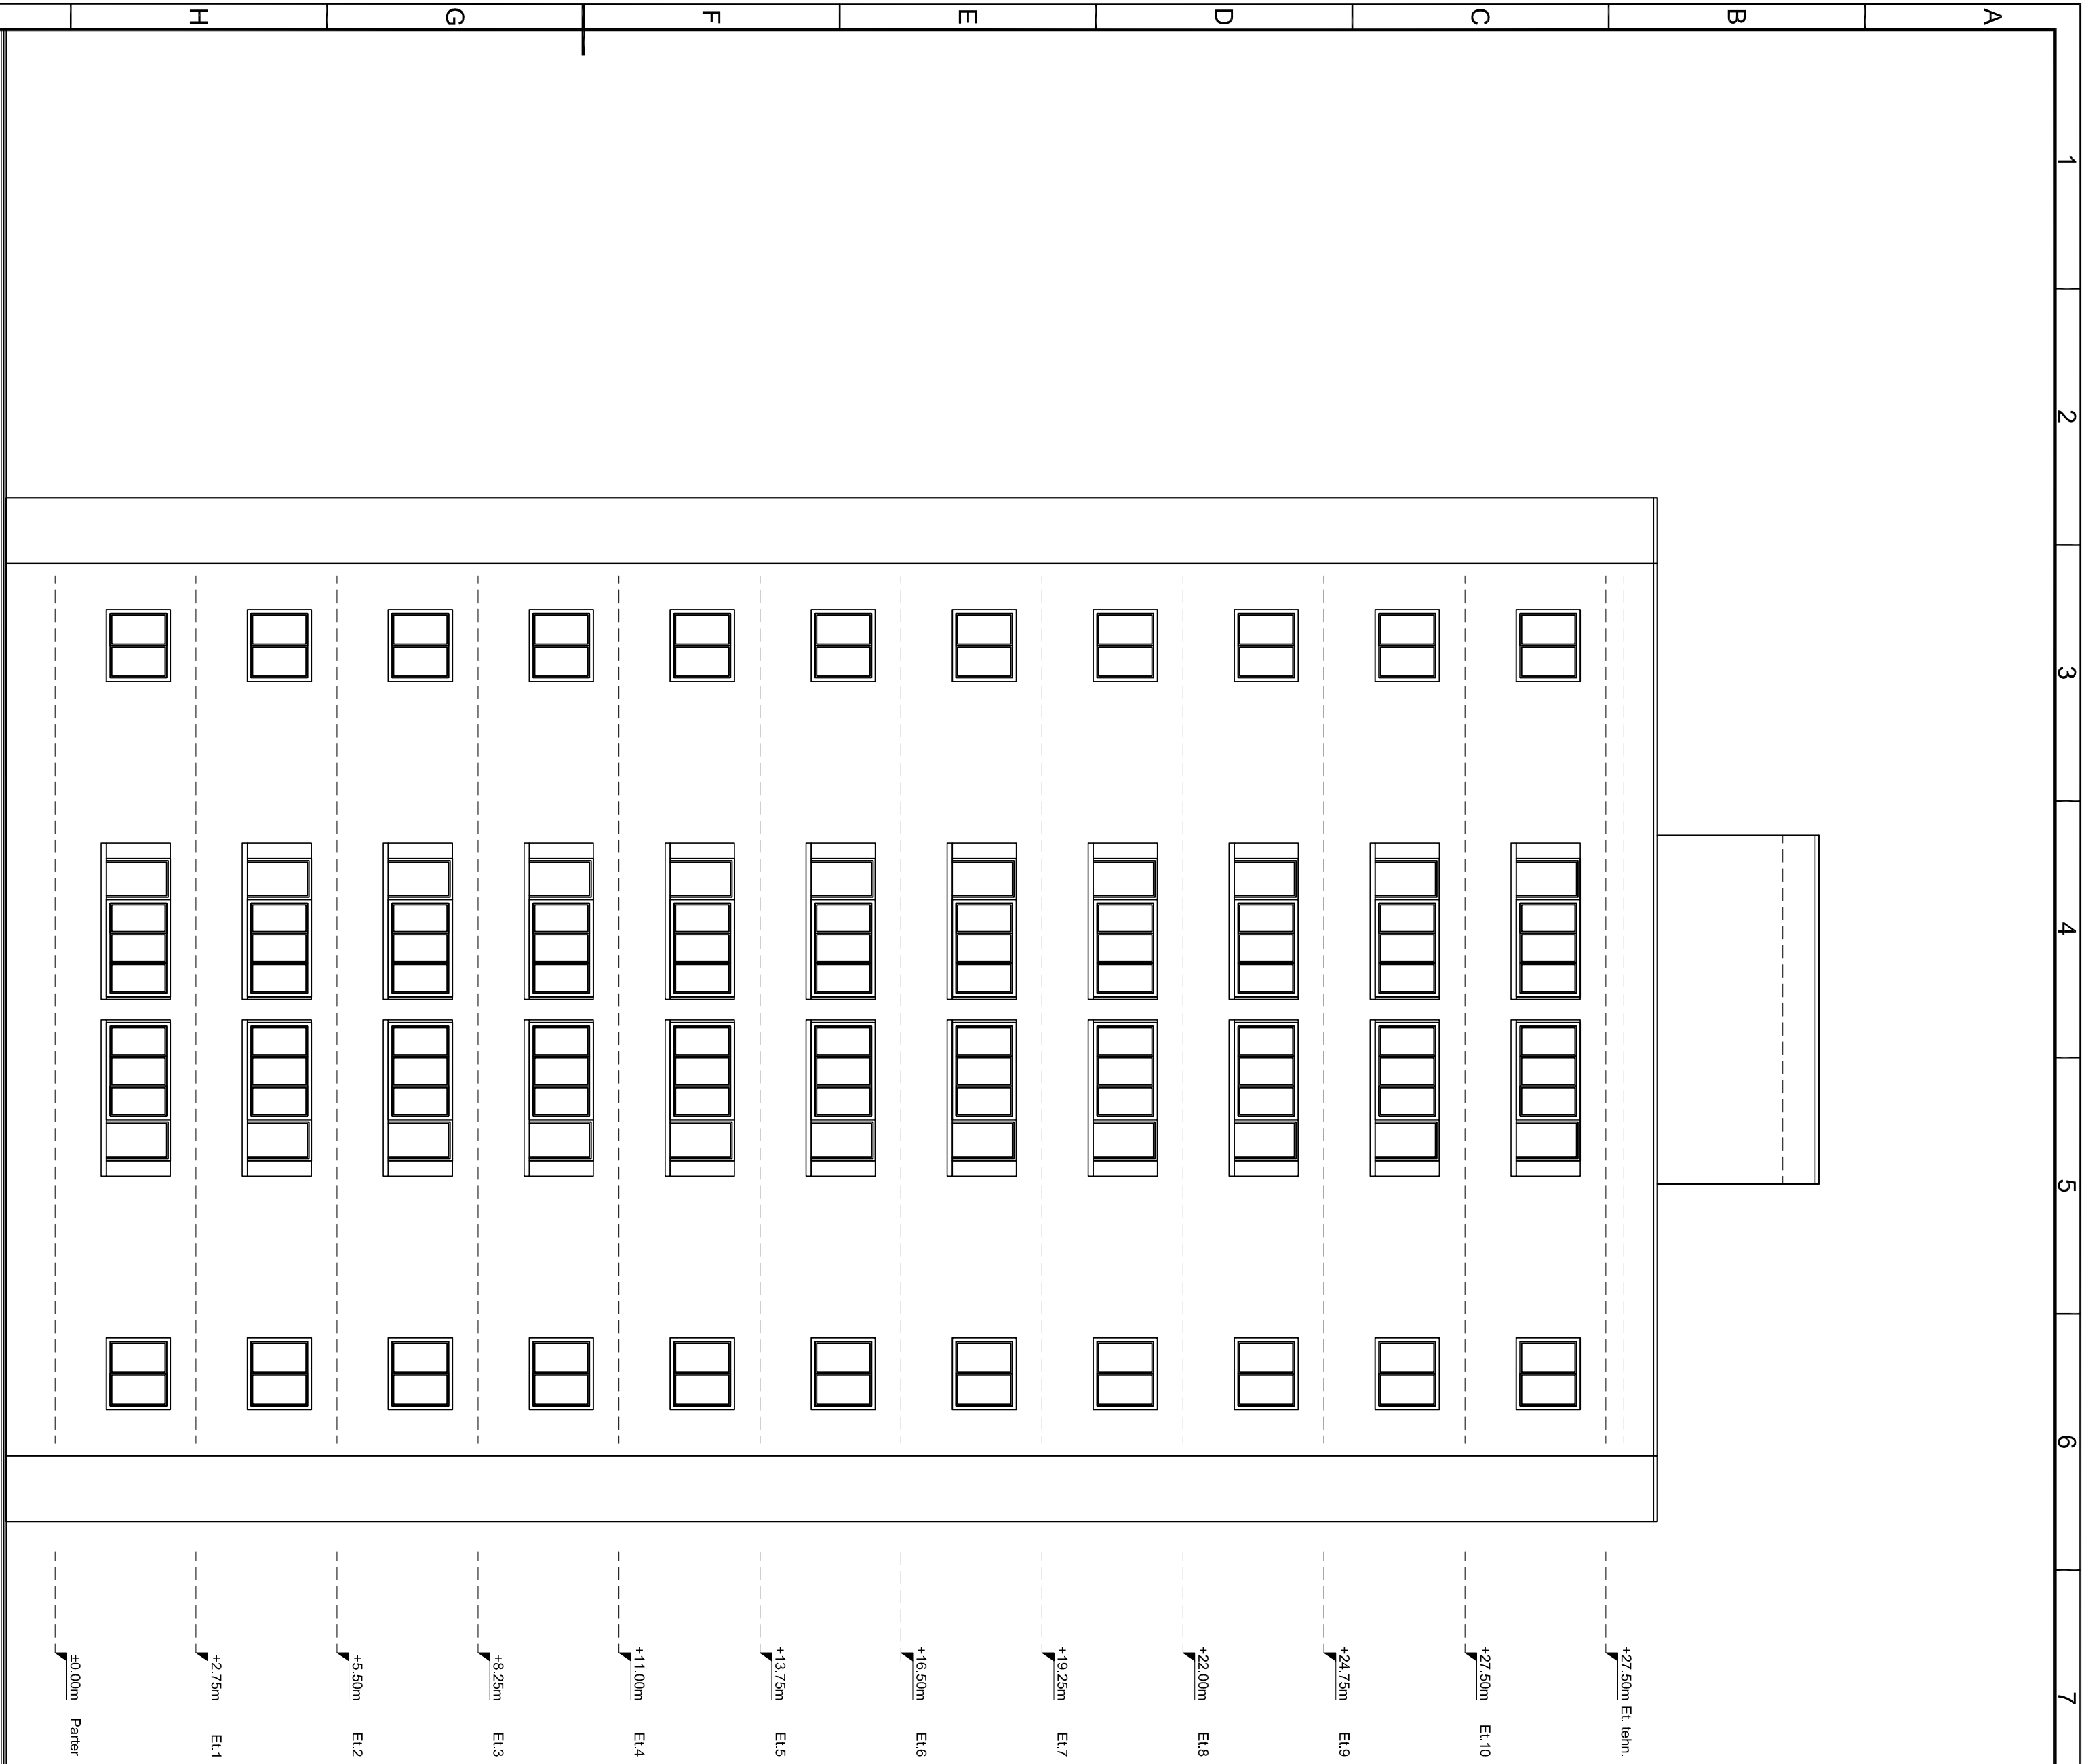 A
B
C
D
E
F
G
H
1
2
3
4
5
6
7
+27.50m Et. tehn.
+27.50m Et.10
+24.75m Et.9
+22.00m Et.8
+19.25m Et.7
+16.50m Et.6
+13.75m Et.5
+11.00m Et.4
+8.25m Et.3
+5.50m Et.2
+2.75m Et.1
±0.00m Parter